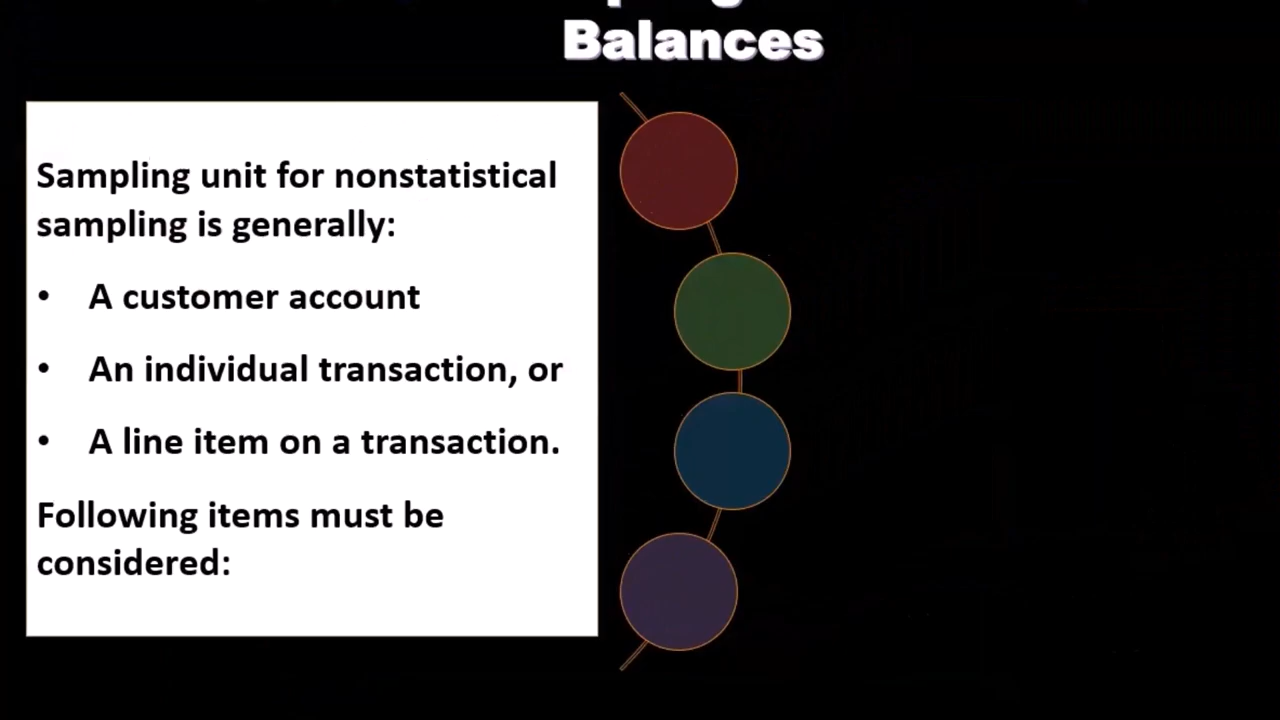 Balances
Sampling unit for nonstatistical
sampling is generally:
• A customer account
• An individual transaction, or
• A line item on a transaction.
Following items must be
considered: